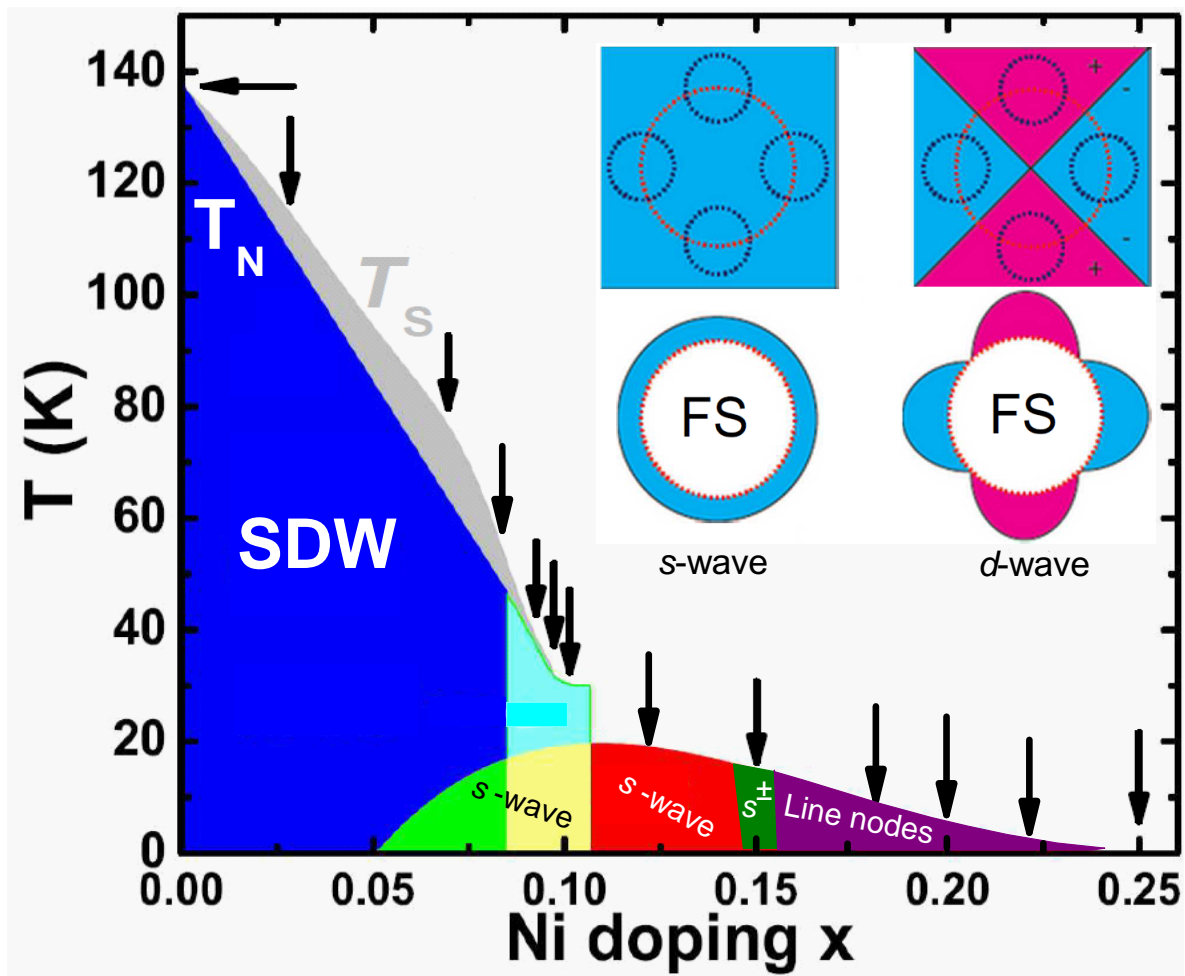 140
120
100
80
60
40
20
0
T (K)
0.00
0.05
0.10
0.15
0.20
0.25
Ni doping x
T N
T S
SDW
s -wave
s -wave
s ±
Line nodes
+
-
-
+
FS
FS
s-wave
d-wave